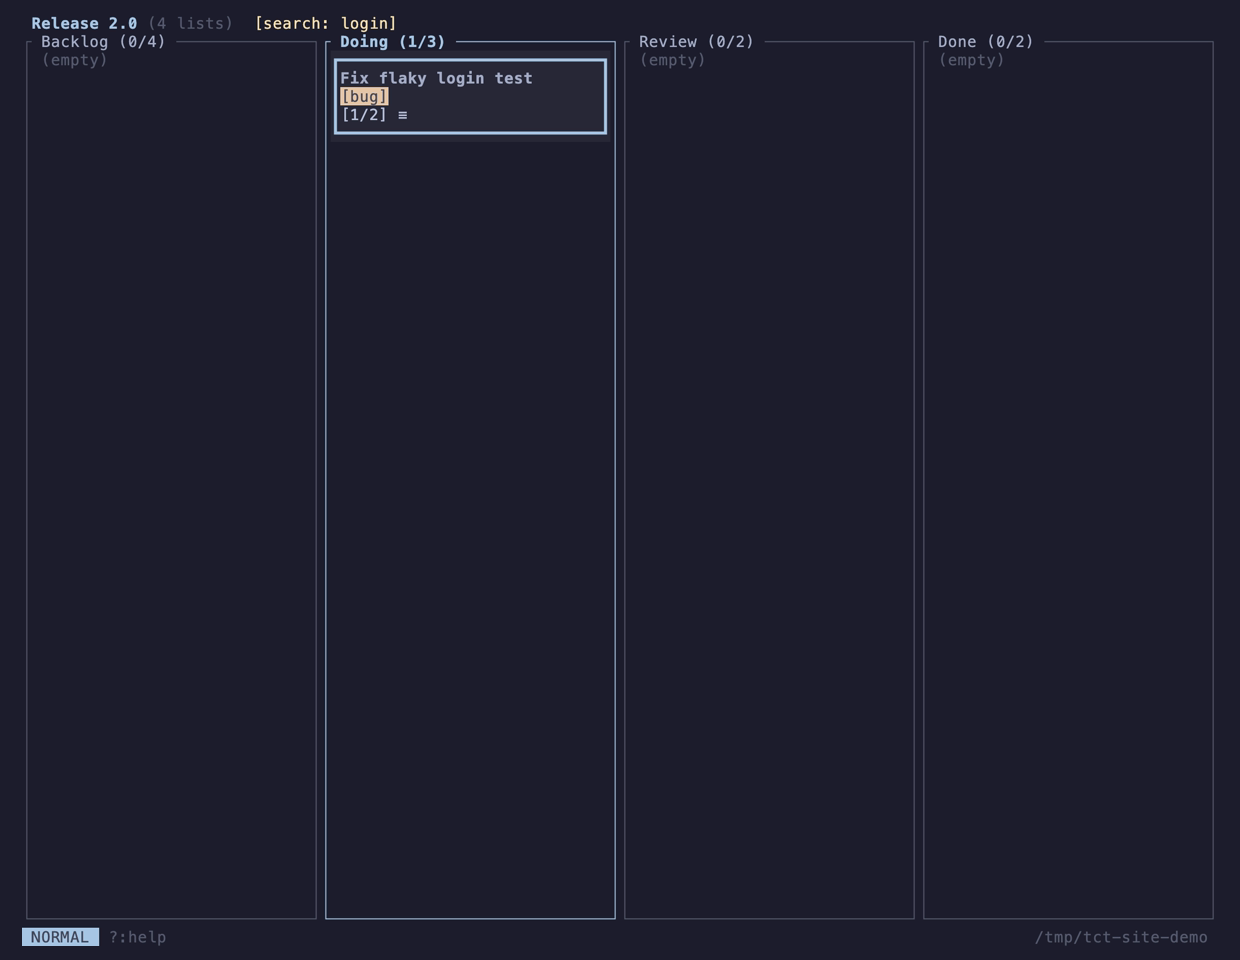 Release 2.0 (4 lists)  [search: login]
Backlog (0/4)
(empty)
Doing (1/3)
Fix flaky login test
[bug]
[1/2] ≡
Review (0/2)
(empty)
Done (0/2)
(empty)
NORMAL ?:help
/tmp/tct-site-demo